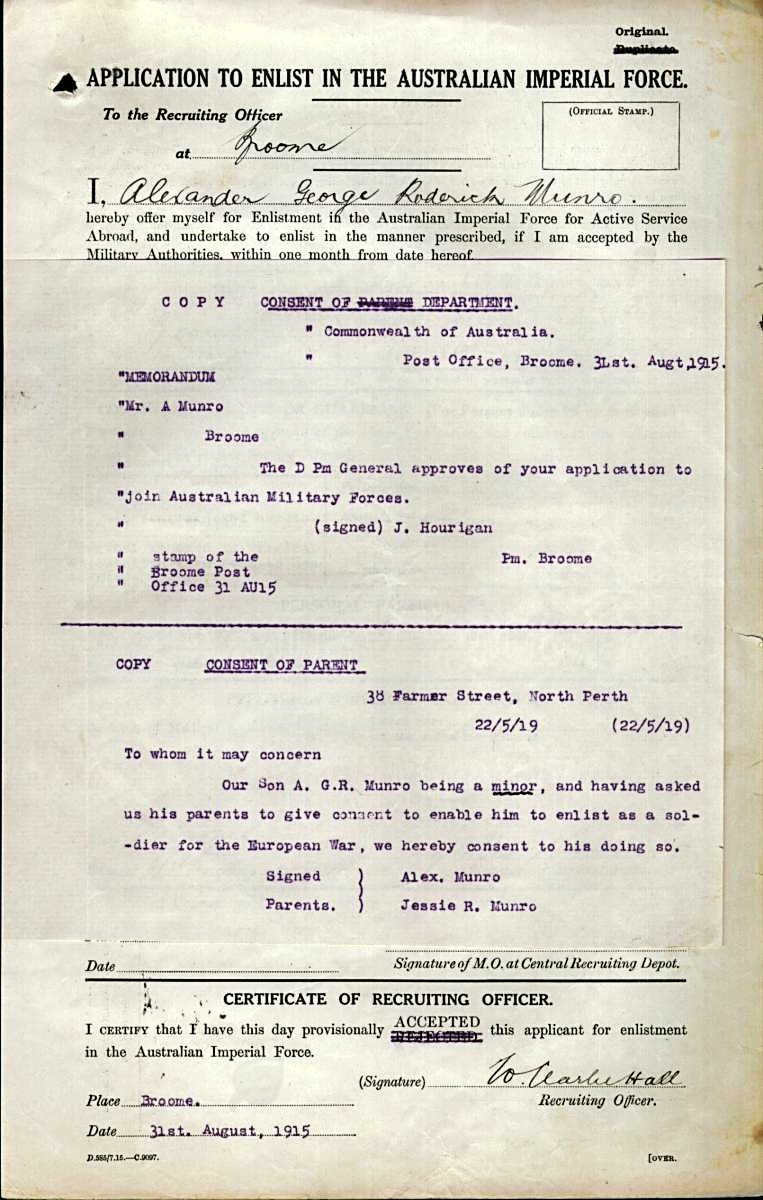 Original.
Duplicate.
APPLICATION TO ENLIST IN THE AUSTRALIAN IMPERIAL FORCE.
To the Recruiting Officer
(OFFICIAL STAMP.)
at Broome
I, Alexander George Roderick Munro.
hereby offer myself for Enlistment in the Australian Imperial Force for Active Service
Abroad, and undertake to enlist in the manner prescribed, if I am accepted by the
Military Authorities, within one month from date hereof.
C O P Y CONSENT OF PARENTS DEPARTMENT.
" Commonwealth of Australia.
" Post Office, Broome. 31st. Augt,1915.
"MEMORANDUM
"Mr. A Munro
" Broome
" The D Pm General approves of your application to
"join Australian Military Forces.
" (signed) J. Hourigan
" stamp of the Pm. Broome
" Broome Post
" Office 31 AU15
COPY CONSENT OF PARENT
38 Farmer Street, North Perth
22/5/19 (22/5/19)
To whom it may concern
Our Son A. G.R. Munro being a minor, and having asked
us his parents to give consent to enable him to enlist as a sol-
-dier for the European War, we hereby consent to his doing so.
Signed ) Alex. Munro
Parents. ) Jessie R. Munro
Date
Signature of M.O. at Central Recruiting Depot.
CERTIFICATE OF RECRUITING OFFICER.
I CERTIFY that I have this day provisionally ACCEPTED REJECTED this applicant for enlistment
in the Australian Imperial Force.
(Signature) W. Clarke Hall
Place Broome. Recruiting Officer.
Date 31st. August, 1915
D.585/7.15.—C.9097. [OVER.